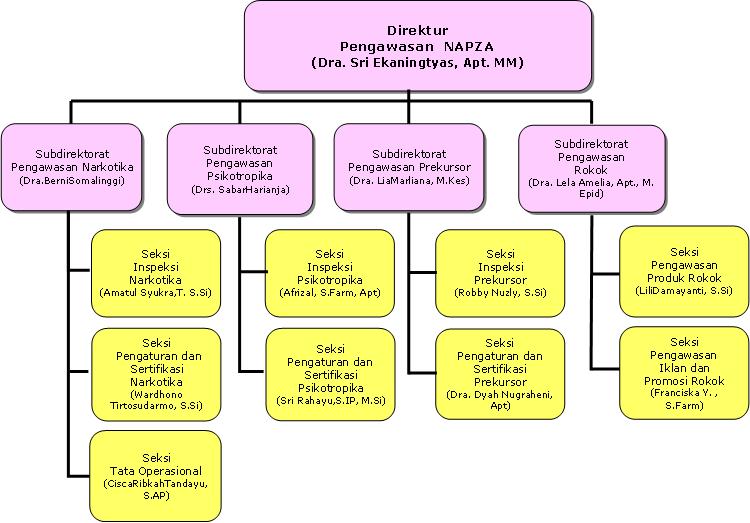 Direktur
Pengawasan NAPZA
(Dra. Sri Ekaningtyas, Apt. MM)
Subdirektorat
Pengawasan Narkotika
(Dra.BerniSomalinggi)
Subdirektorat
Pengawasan
Psikotropika
(Drs. SabarHarianja)
Subdirektorat
Pengawasan Prekursor
(Dra. LiaMarliana, M.Kes)
Subdirektorat
Pengawasan
Rokok
(Dra. Lela Amelia, Apt., M.
Epid)
Seksi
Inspeksi
Narkotika
(Amatul Syukra,T. S.Si)
Seksi
Inspeksi
Psikotropika
(Afrizal, S.Farm, Apt)
Seksi
Inspeksi
Prekursor
(Robby Nuzly, S.Si)
Seksi
Pengawasan
Produk Rokok
(LiliDamayanti, S.Si)
Seksi
Pengaturan dan
Sertifikasi
Narkotika
(Wardhono
Tirtosudarmo, S.Si)
Seksi
Pengaturan dan
Sertifikasi
Psikotropika
(Sri Rahayu,S.IP, M.Si)
Seksi
Pengaturan dan
Sertifikasi
Prekursor
(Dra. Dyah Nugraheni,
Apt)
Seksi
Pengawasan
Iklan dan
Promosi Rokok
(Franciska Y. ,
S.Farm)
Seksi
Tata Operasional
(CiscaRibkahTandayu,
S.AP)